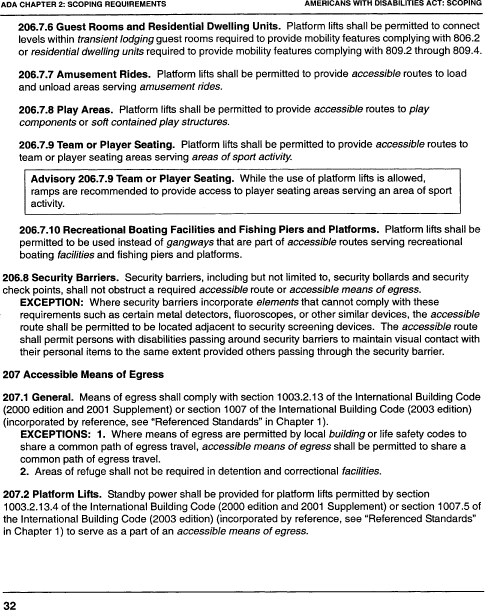 ADA CHAPTER 2: SCOPING REQUIREMENTS AMERICANS WITH DISABILITIES ACT: SCOPING
206.7.6 Guest Rooms and Residential Dwelling Units. Platform lifts shall be permitted to connect
levels within transient lodging guest rooms required to provide mobility features complying with 806.2
or residential dwelling units required to provide mobility features complying with 809.2 through 809.4.
206.7.7 Amusement Rides. Platform lifts shall be permitted to provide accessible routes to load
and unload areas serving amusement rides.
206.7.8 Play Areas. Platform lifts shall be permitted to provide accessible routes to play
components or soft contained play structures.
206.7.9 Team or Player Seating. Platform lifts shall be permitted to provide accessible routes to
team or player seating areas serving areas of sport activity.
Advisory 206.7.9 Team or Player Seating. While the use of platform lifts is allowed,
ramps are recommended to provide access to player seating areas serving an area of sport
activity.
206.7.10 Recreational Boating Facilities and Fishing Piers and Platforms. Platform lifts shall be
permitted to be used instead of gangways that are part of accessible routes serving recreational
boating facilities and fishing piers and platforms.
206.8 Security Barriers. Security barriers, including but not limited to, security bollards and security
check points, shall not obstruct a required accessible route or accessible means of egress.
EXCEPTION: Where security barriers incorporate elements that cannot comply with these
requirements such as certain metal detectors, fluoroscopes, or other similar devices, the accessible
route shall be permitted to be located adjacent to security screening devices. The accessible route
shall permit persons with disabilities passing around security barriers to maintain visual contact with
their personal items to the same extent provided others passing through the security barrier.
207 Accessible Means of Egress
207.1 General. Means of egress shall comply with section 1003.2.13 of the International Building Code
(2000 edition and 2001 Supplement) or section 1007 of the International Building Code (2003 edition)
(incorporated by reference, see "Referenced Standards" in Chapter 1).
EXCEPTIONS: 1. Where means of egress are permitted by local building or life safety codes to
share a common path of egress travel, accessible means of egress shall be permitted to share a
common path of egress travel.
2. Areas of refuge shall not be required in detention and correctional facilities.
207.2 Platform Lifts. Standby power shall be provided for platform lifts permitted by section
1003.2.13.4 of the International Building Code (2000 edition and 2001 Supplement) or section 1007.5 of
the International Building Code (2003 edition) (incorporated by reference, see "Referenced Standards"
in Chapter 1) to serve as a part of an accessible means of egress.
32